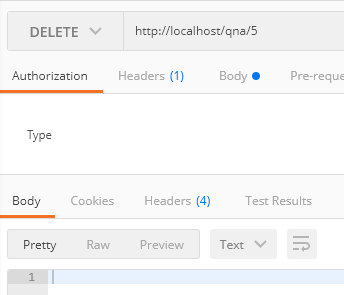 DELETE http://localhost/qna/5
Authorization Headers (1) Body Pre-reque
Type
Body Cookies Headers (4) Test Results
Pretty Raw Preview Text
1